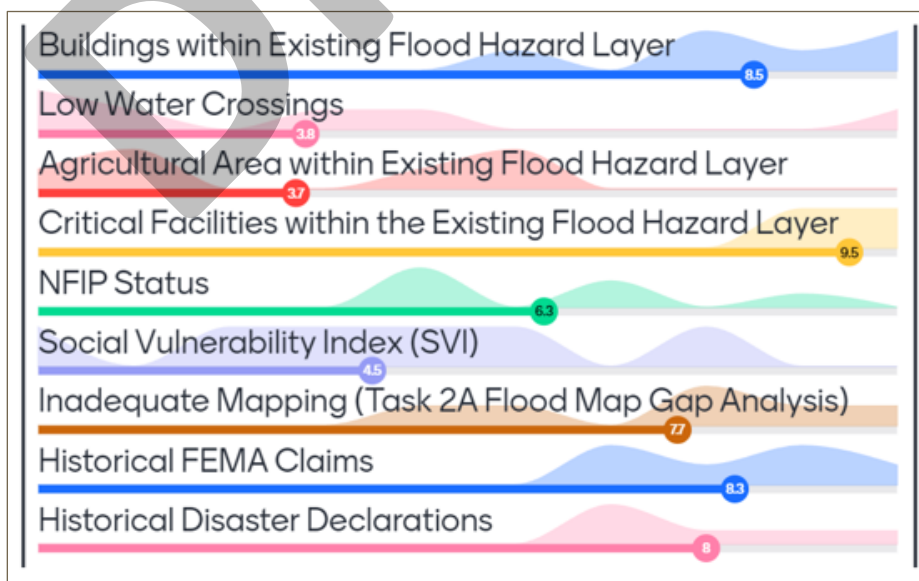 Buildings within Existing Flood Hazard Layer
8.5
Low Water Crossings
3.8
Agricultural Area within Existing Flood Hazard Layer
3.7
Critical Facilities within the Existing Flood Hazard Layer
9.5
NFIP Status
6.3
Social Vulnerability Index (SVI)
4.5
Inadequate Mapping (Task 2A Flood Map Gap Analysis)
7.7
Historical FEMA Claims
8.3
Historical Disaster Declarations
8